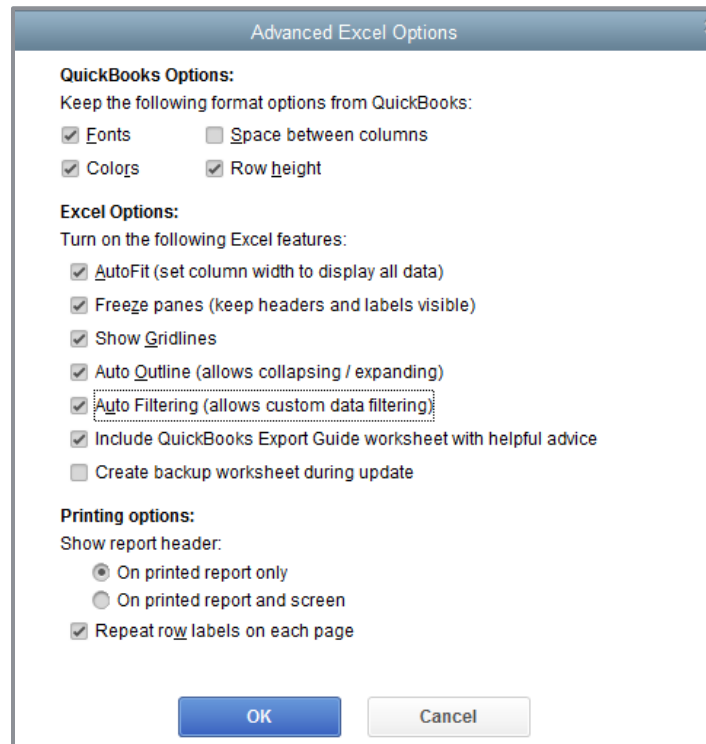 Advanced Excel Options
QuickBooks Options:
Keep the following format options from QuickBooks:
Fonts Space between columns
Colors Row height
Excel Options:
Turn on the following Excel features:
AutoFit (set column width to display all data)
Freeze panes (keep headers and labels visible)
Show Gridlines
Auto Outline (allows collapsing / expanding)
Auto Filtering (allows custom data filtering)
Include QuickBooks Export Guide worksheet with helpful advice
Create backup worksheet during update
Printing options:
Show report header:
On printed report only
On printed report and screen
Repeat row labels on each page
OK Cancel